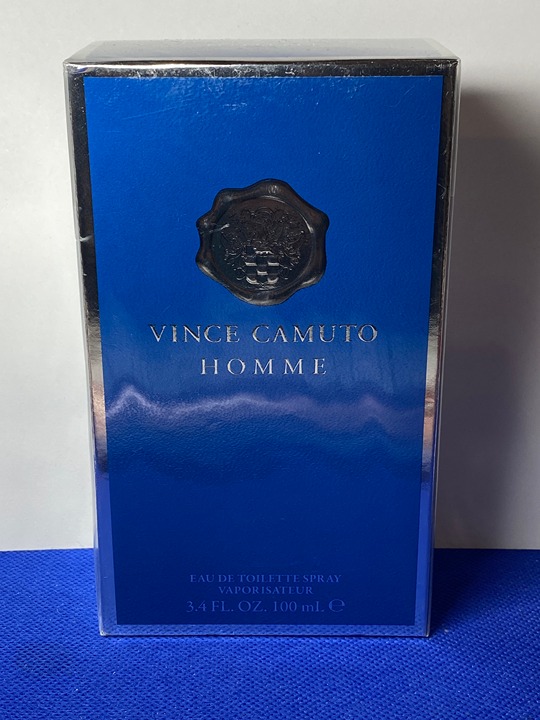 VINCE CAMUTO
HOMME
EAU DE TOILETTE SPRAY
VAPORISATEUR
3.4 FL. OZ. 100 mL ℮